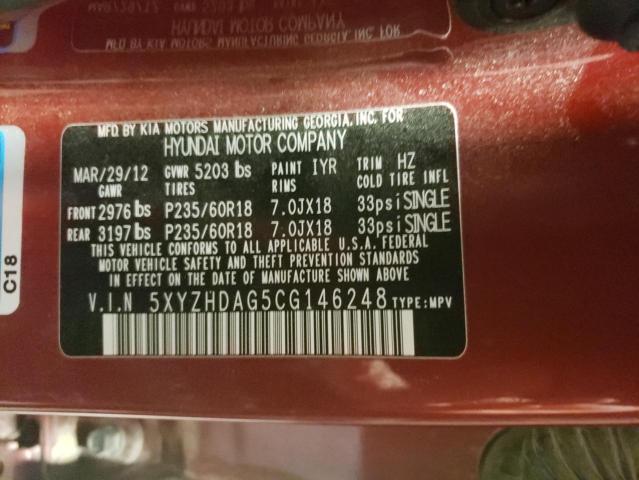 MFD. BY KIA MOTORS MANUFACTURING GEORGIA, INC. FOR
HYUNDAI MOTOR COMPANY
MAR/29/12 GVWR 5203 lbs PAINT IYR TRIM HZ
GAWR TIRES RIMS COLD TIRE INFL
FRONT 2976 lbs P235/60R18 7.0JX18 33psi SINGLE
REAR 3197 lbs P235/60R18 7.0JX18 33psi SINGLE
THIS VEHICLE CONFORMS TO ALL APPLICABLE U.S.A. FEDERAL
MOTOR VEHICLE SAFETY AND THEFT PREVENTION STANDARDS
IN EFFECT ON THE DATE OF MANUFACTURE SHOWN ABOVE.
V.I.N 5XYZHDAG5CG146248 TYPE: MPV
C18